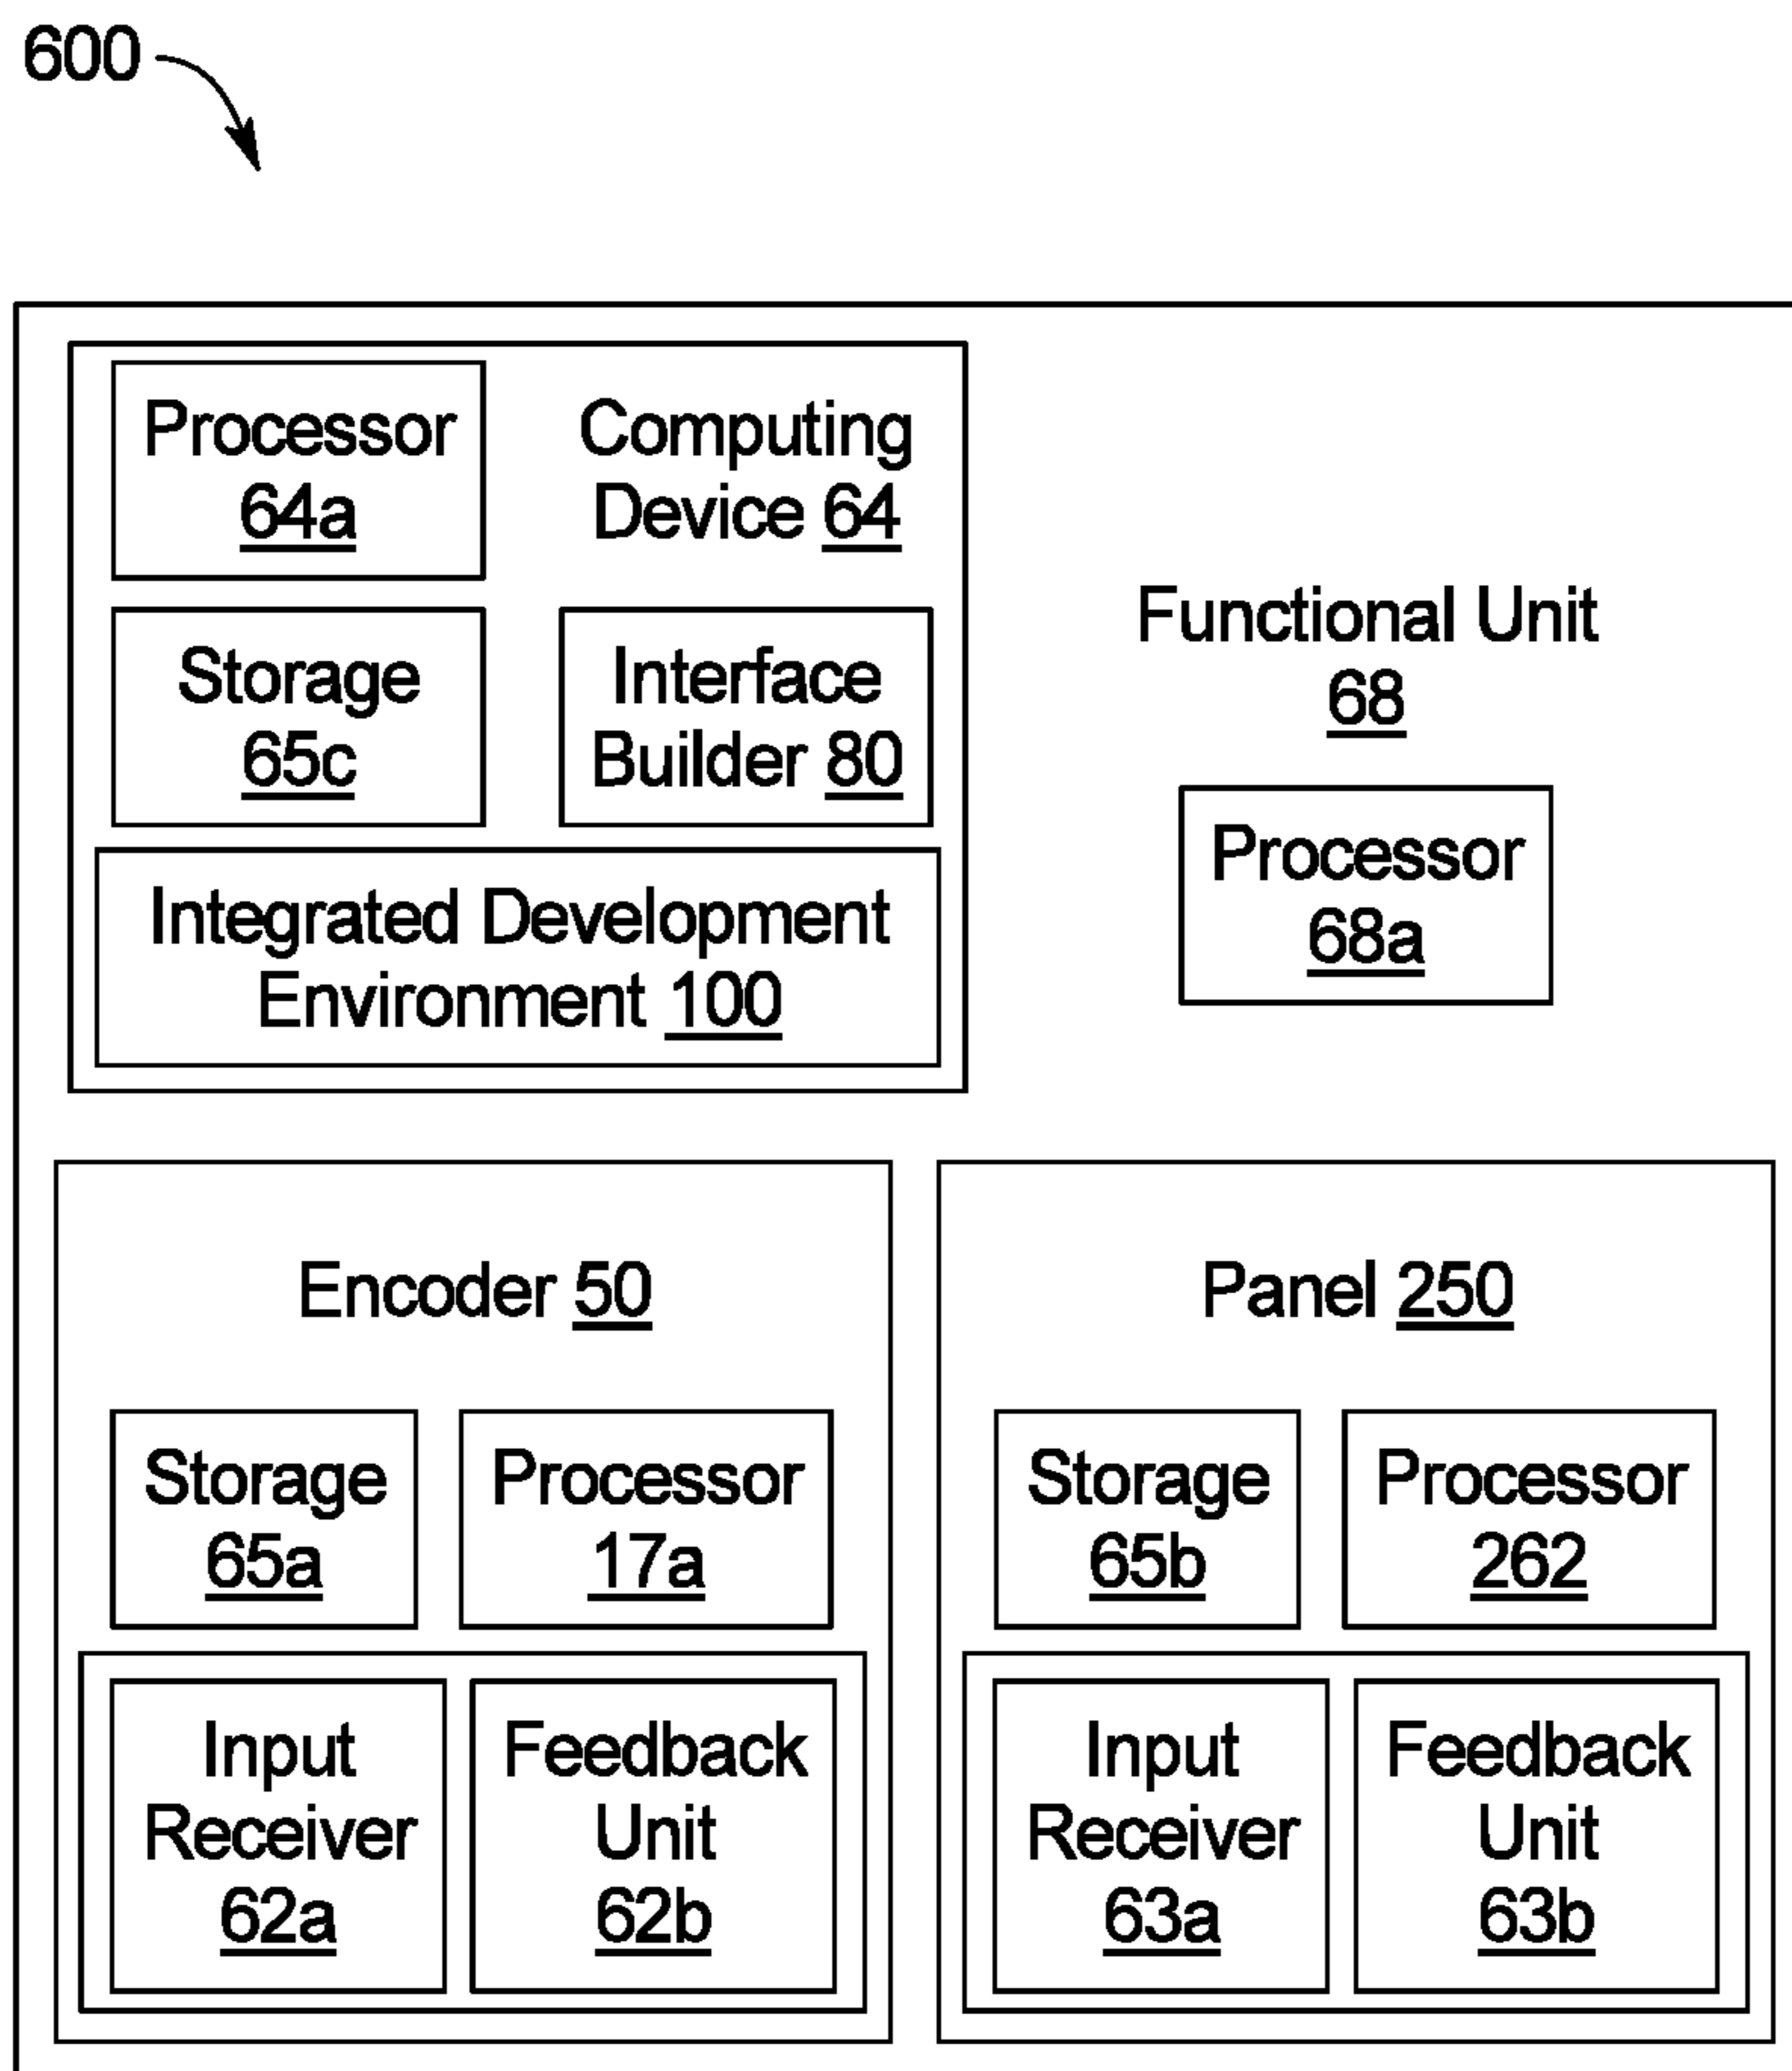 600
Processor
64a
Computing
Device 64
Storage
65c
Interface
Builder 80
Integrated Development
Environment 100
Functional Unit
68
Processor
68a
Encoder 50
Storage
65a
Processor
17a
Input
Receiver
62a
Feedback
Unit
62b
Panel 250
Storage
65b
Processor
262
Input
Receiver
63a
Feedback
Unit
63b